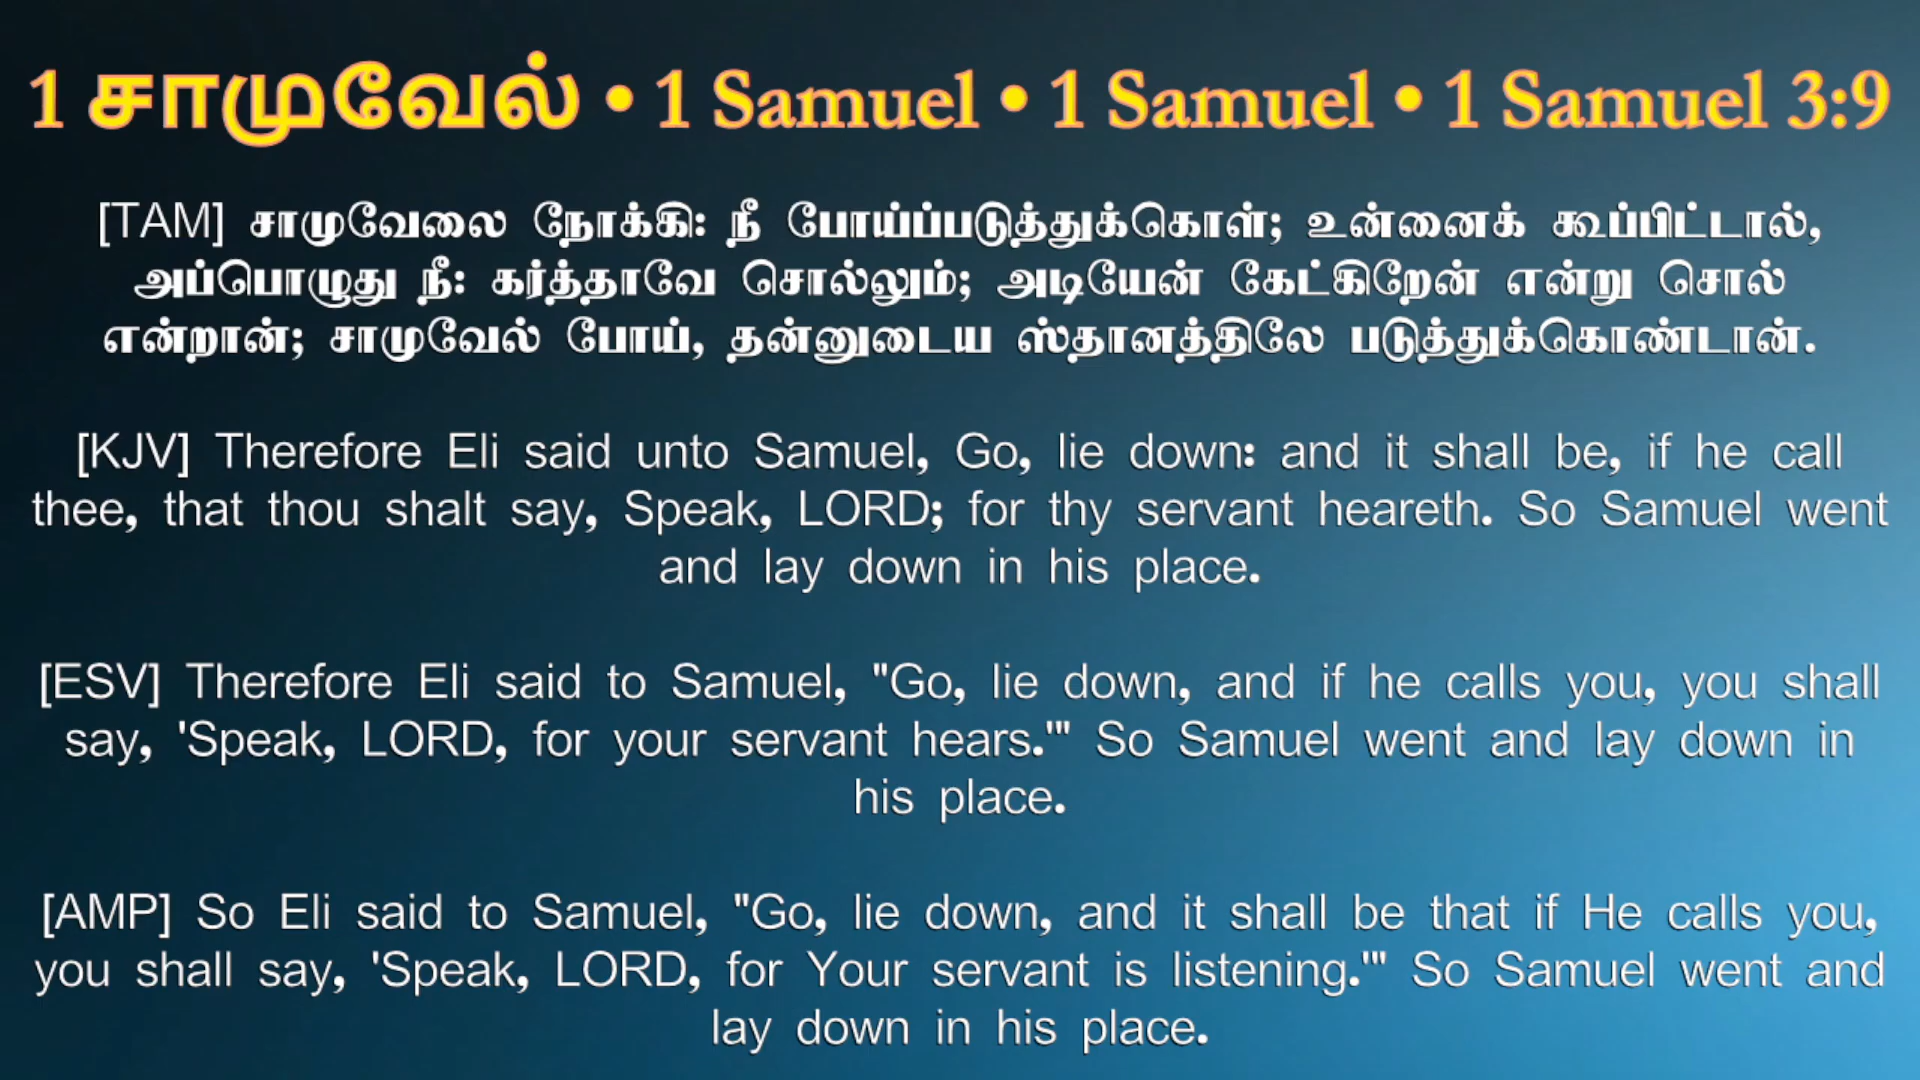 1 சாமுவேல் • 1 Samuel • 1 Samuel • 1 Samuel 3:9
[TAM] சாமுவேலை நோக்கி: நீ போய்ப்படுத்துக்கொள்; உன்னைக் கூப்பிட்டால்,
அப்பொழுது நீ: கர்த்தாவே சொல்லும்; அடியேன் கேட்கிறேன் என்று சொல்
என்றான்; சாமுவேல் போய், தன்னுடைய ஸ்தானத்திலே படுத்துக்கொண்டான்.
[KJV] Therefore Eli said unto Samuel, Go, lie down: and it shall be, if he call
thee, that thou shalt say, Speak, LORD; for thy servant heareth. So Samuel went
and lay down in his place.
[ESV] Therefore Eli said to Samuel, "Go, lie down, and if he calls you, you shall
say, 'Speak, LORD, for your servant hears.'" So Samuel went and lay down in
his place.
[AMP] So Eli said to Samuel, "Go, lie down, and it shall be that if He calls you,
you shall say, 'Speak, LORD, for Your servant is listening.'" So Samuel went and
lay down in his place.